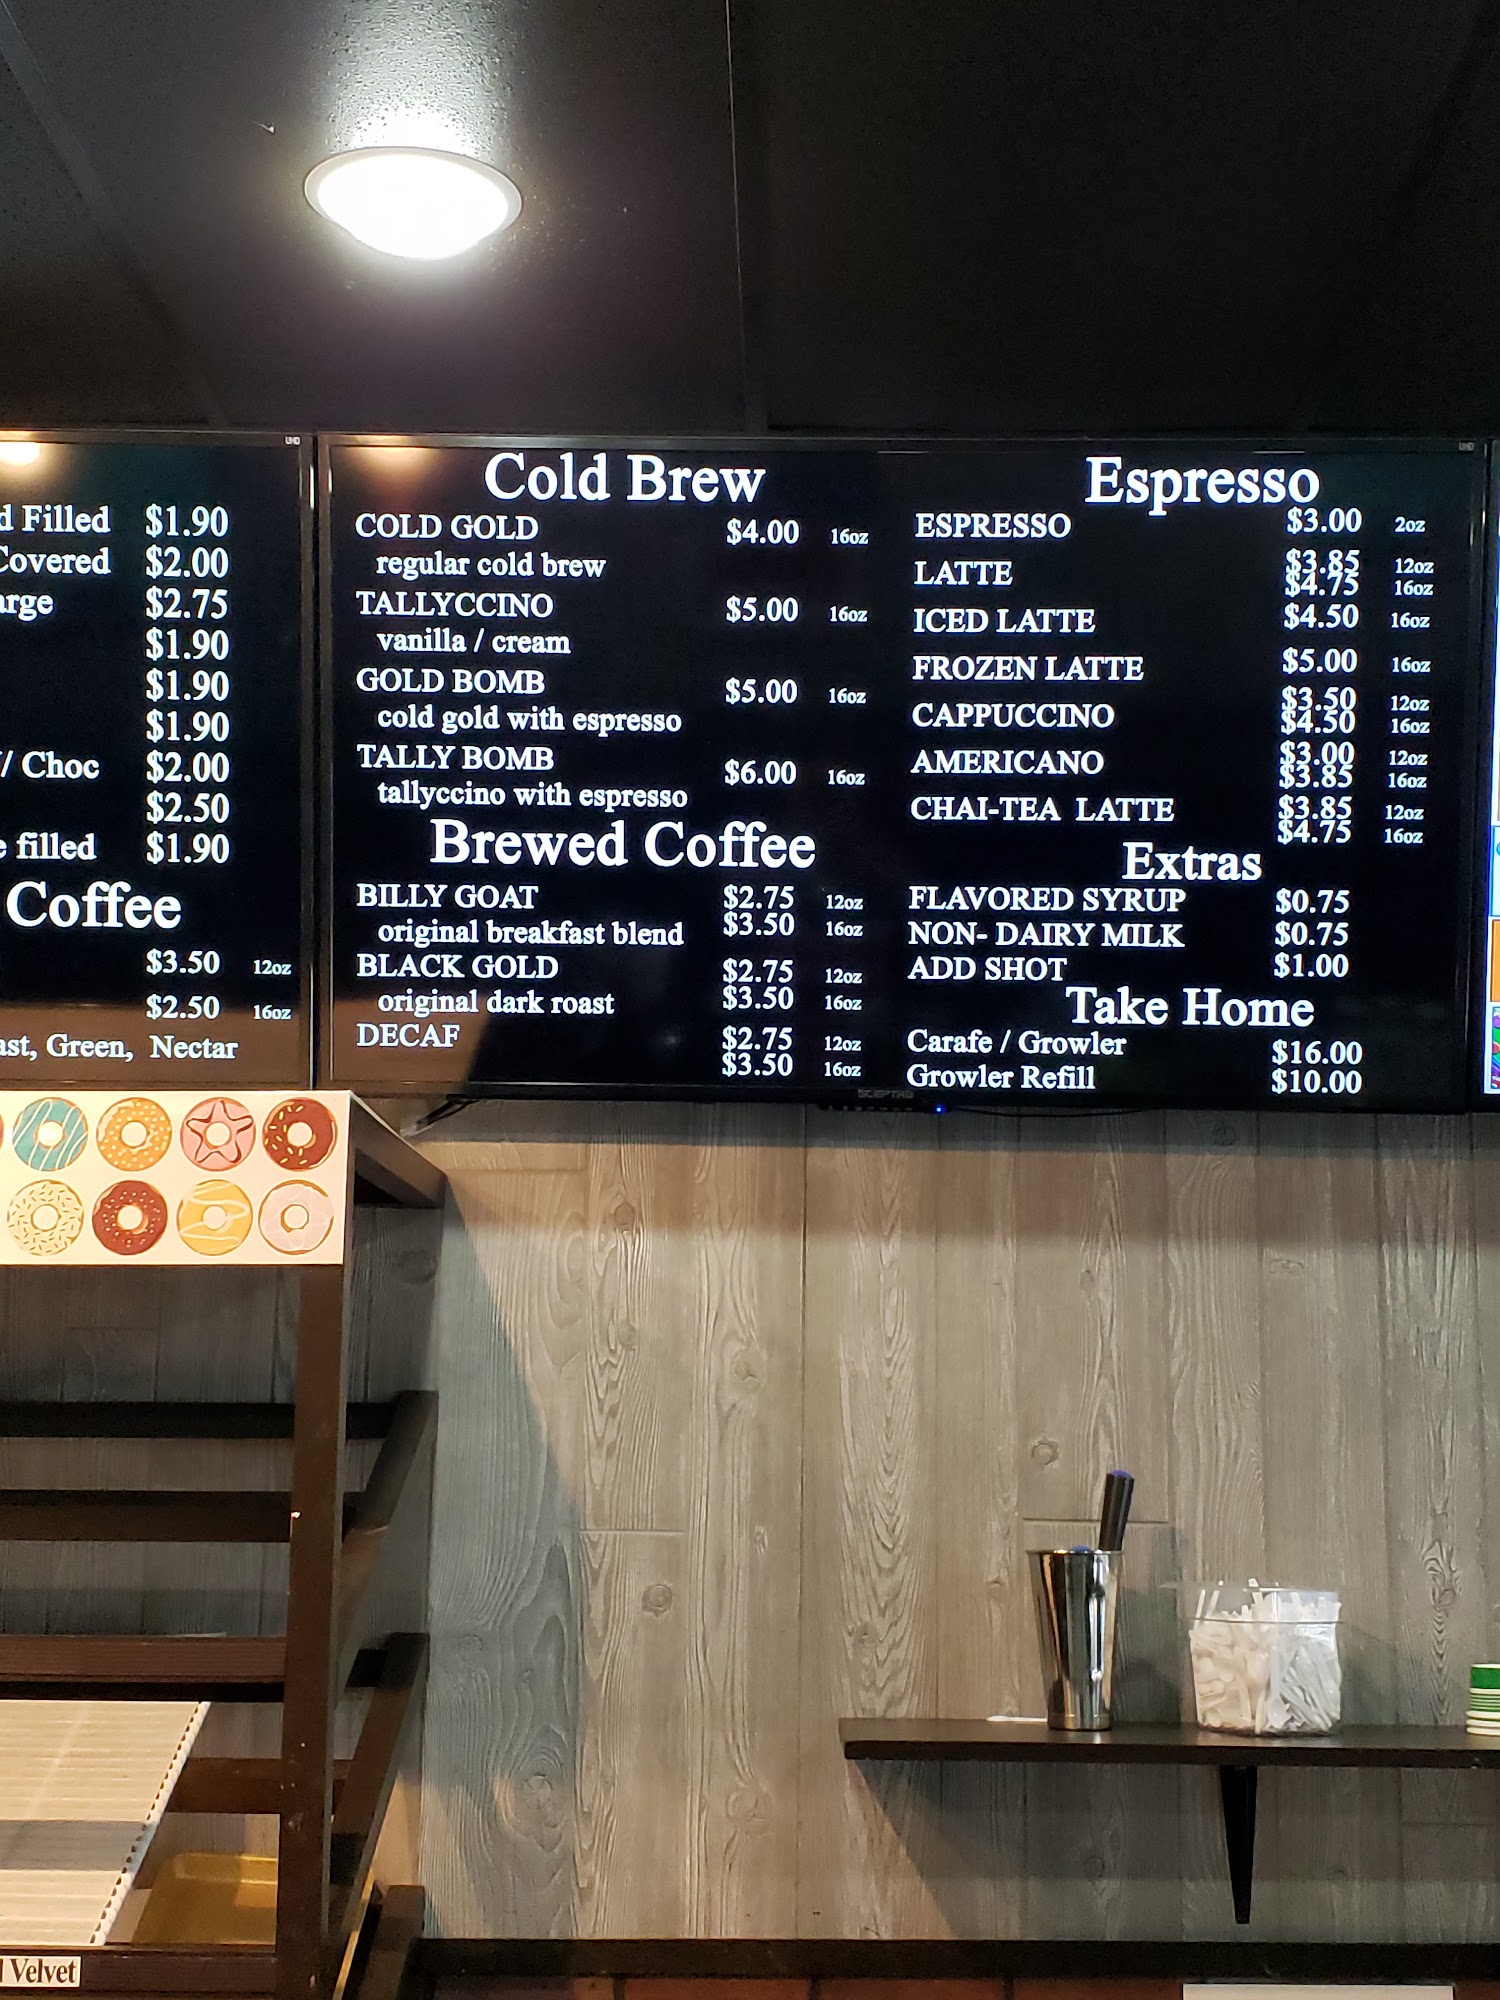 d Filled $1.90
Covered $2.00
arge $2.75
$1.90
$1.90
$1.90
/ Choc $2.00
$2.50
e filled $1.90
Coffee
$3.50 12oz
$2.50 16oz
ast, Green, Nectar
UHD
Cold Brew
COLD GOLD $4.00 16oz
regular cold brew
TALLYCCINO $5.00 16oz
vanilla / cream
GOLD BOMB $5.00 16oz
cold gold with espresso
TALLY BOMB $6.00 16oz
tallyccino with espresso
Brewed Coffee
BILLY GOAT $2.75 12oz
original breakfast blend $3.50 16oz
BLACK GOLD $2.75 12oz
original dark roast $3.50 16oz
DECAF $2.75 12oz
$3.50 16oz
Espresso
ESPRESSO $3.00 2oz
LATTE $3.85 12oz
$4.75 16oz
ICED LATTE $4.50 16oz
FROZEN LATTE $5.00 16oz
CAPPUCCINO $3.50 12oz
$4.50 16oz
AMERICANO $3.00 12oz
$3.85 16oz
CHAI-TEA LATTE $3.85 12oz
$4.75 16oz
Extras
FLAVORED SYRUP $0.75
NON- DAIRY MILK $0.75
ADD SHOT $1.00
Take Home
Carafe / Growler $16.00
Growler Refill $10.00
UHD
SCEPTRE
Velvet